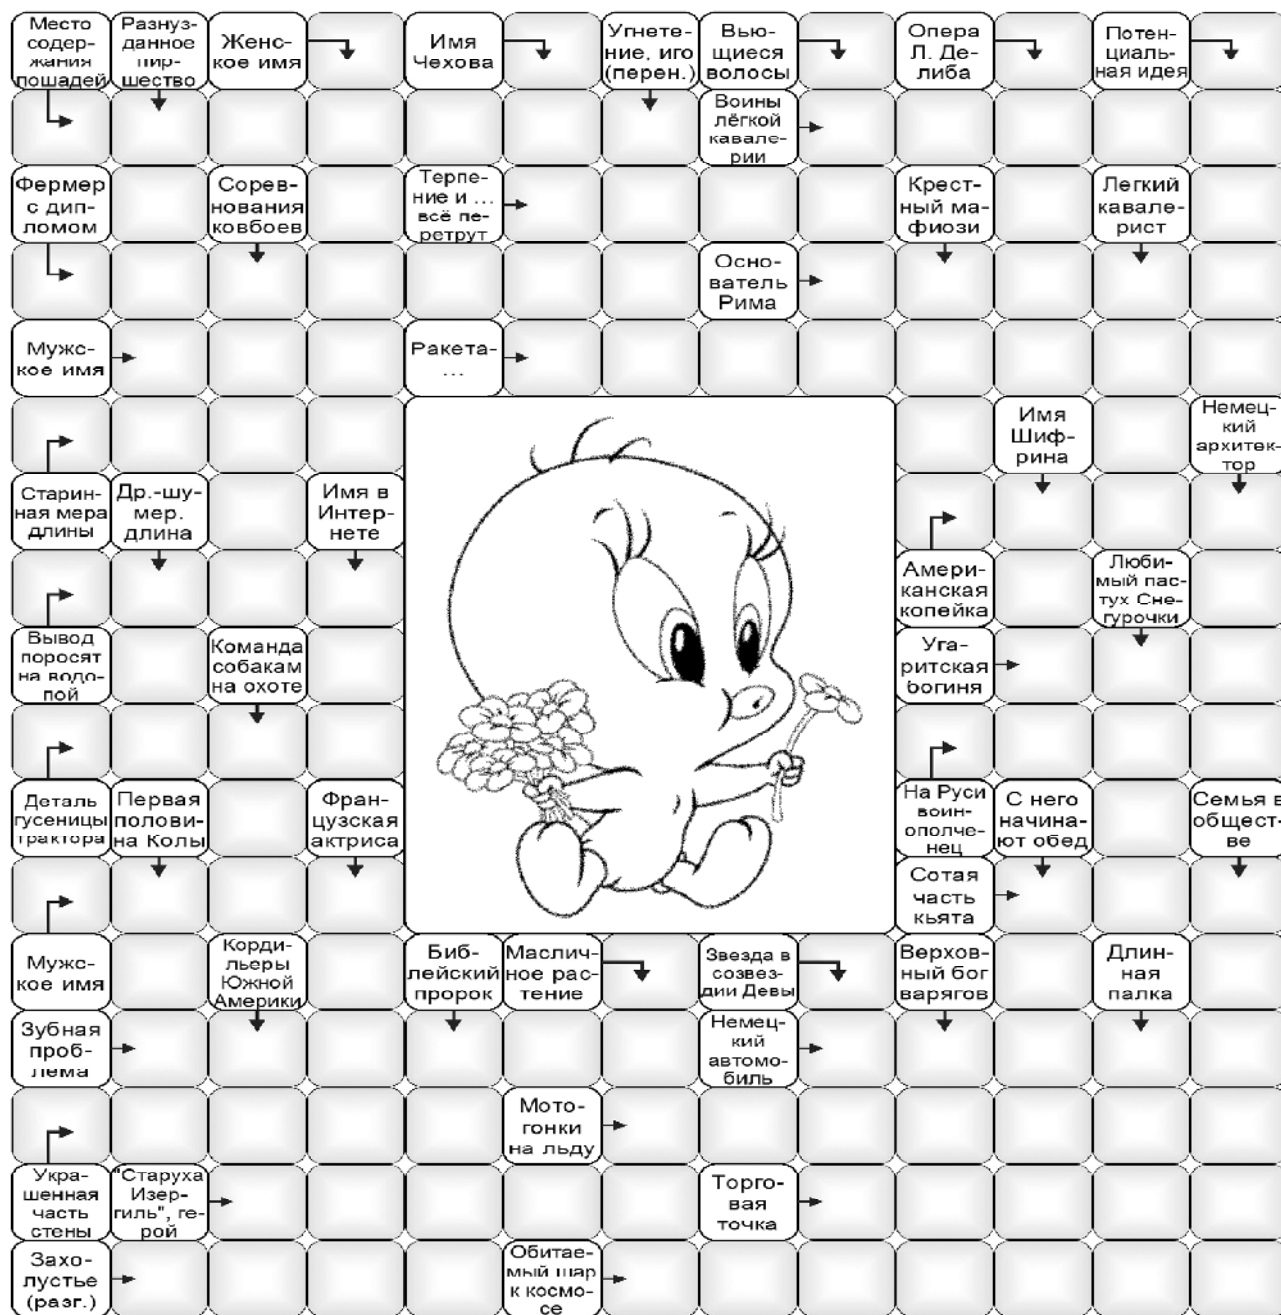 Место
содер-
жания
лошадей
Разнуз-
данное
пир-
шество
Женс-
кое имя
Имя
Чехова
Угнете-
ние, иго
(перен.)
Вью-
щиеся
волосы
Опера
Л. Де-
либа
Потен-
циаль-
ная идея
Воины
лёгкой
кавале-
рии
Фермер
с дип-
ломом
Сорев-
нования
ковбоев
Терпе-
ние и ...
всё пе-
ретрут
Крест-
ный ма-
фиози
Легкий
кавале-
рист
Осно-
ватель
Рима
Мужс-
кое имя
Ракета-
...
Имя
Шиф-
рина
Немец-
кий
архитек-
тор
Старин-
ная мера
длины
Др.-шу-
мер.
длина
Имя в
Интер-
нете
Амери-
канская
копейка
Люби-
мый пас-
тух Сне-
гурочки
Вывод
поросят
на водо-
пой
Команда
собакам
на охоте
Уга-
ритская
богиня
Деталь
гусеницы
трактора
Первая
полови-
на Колы
Фран-
цузская
актриса
На Руси
воин-
ополче-
нец
С него
начина-
ют обед
Семья в
общест-
ве
Сотая
часть
кьята
Мужс-
кое имя
Корди-
льеры
Южной
Америки
Биб-
лейский
пророк
Маслич-
ное рас-
тение
Звезда в
созвез-
дии Девы
Верхов-
ный бог
варягов
Длин-
ная
палка
Зубная
проб-
лема
Немец-
кий
автомо-
биль
Мото-
гонки
на льду
Укра-
шенная
часть
стены
"Старуха
Изер-
гиль", ге-
рой
Торго-
вая
точка
Захо-
лустье
(разг.)
Обитае-
мый шар
к космо-
се